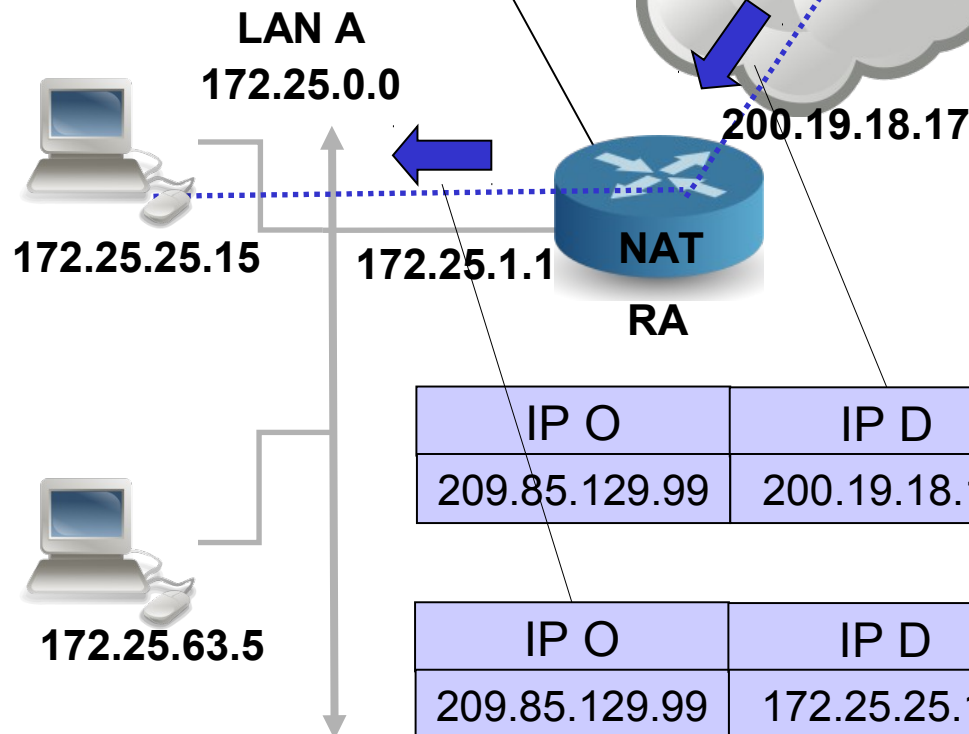 LAN A
172.25.0.0
200.19.18.17
172.25.25.15
172.25.1.1
NAT
RA
IP O IP D
209.85.129.99 200.19.18.
172.25.63.5
IP O IP D
209.85.129.99 172.25.25.